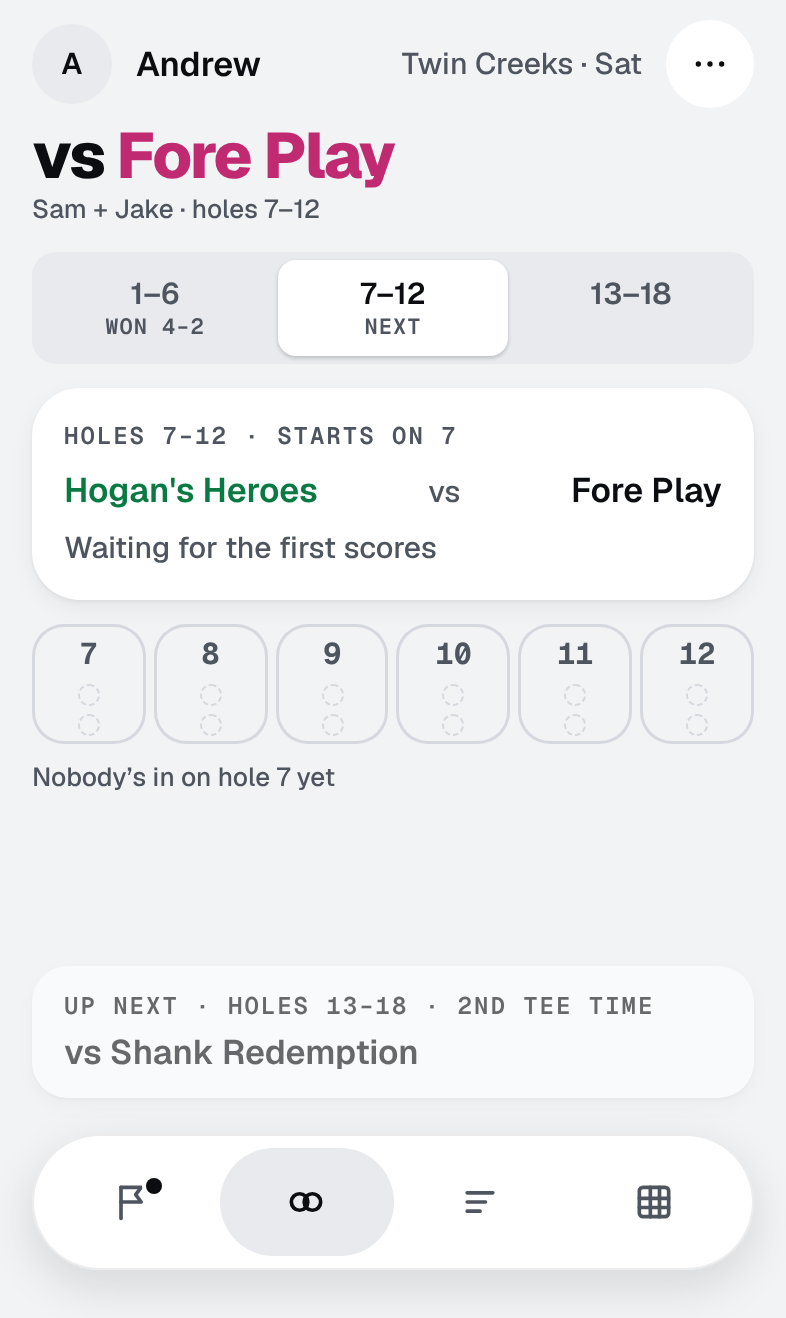 A Andrew Twin Creeks · Sat ...
vs Fore Play
Sam + Jake · holes 7–12
1–6 7–12 13–18
WON 4-2 NEXT
HOLES 7-12 · STARTS ON 7
Hogan's Heroes vs Fore Play
Waiting for the first scores
7 8 9 10 11 12
Nobody’s in on hole 7 yet
UP NEXT · HOLES 13-18 · 2ND TEE TIME
vs Shank Redemption